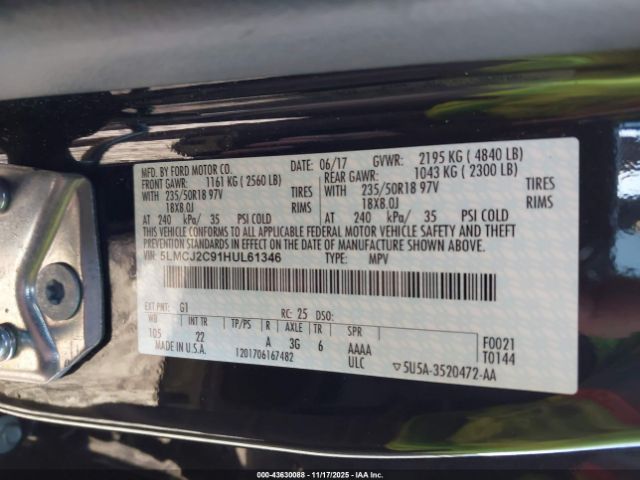 MFD. BY FORD MOTOR CO. 06/17 GVWR: 2195 KG ( 4840 LB)
FRONT GAWR: 1161 KG ( 2560 LB) REAR GAWR: 1043 KG ( 2300 LB)
WITH 235/50R18 97V TIRES WITH 235/50R18 97V TIRES
18X8.0J RIMS 18X8.0J RIMS
AT 240 kPa/ 35 PSI COLD AT 240 kPa/ 35 PSI COLD
THIS VEHICLE CONFORMS TO ALL APPLICABLE FEDERAL MOTOR VEHICLE SAFETY AND THEFT
PREVENTION STANDARDS IN EFFECT ON THE DATE OF MANUFACTURE SHOWN ABOVE.
VIN: 5LMCJ2C91HUL61346 TYPE: MPV
EXT PNT: G1 RC: 25 DSO:
WB INT TR TP/PS R AXLE TR SPR F0021
105 22 A 3G 6 AAAA T0144
MADE IN U.S.A. 1201706167482 ULC ▽5U5A-3520472-AA
000-43630088 - 11/17/2025 - IAA, Inc.